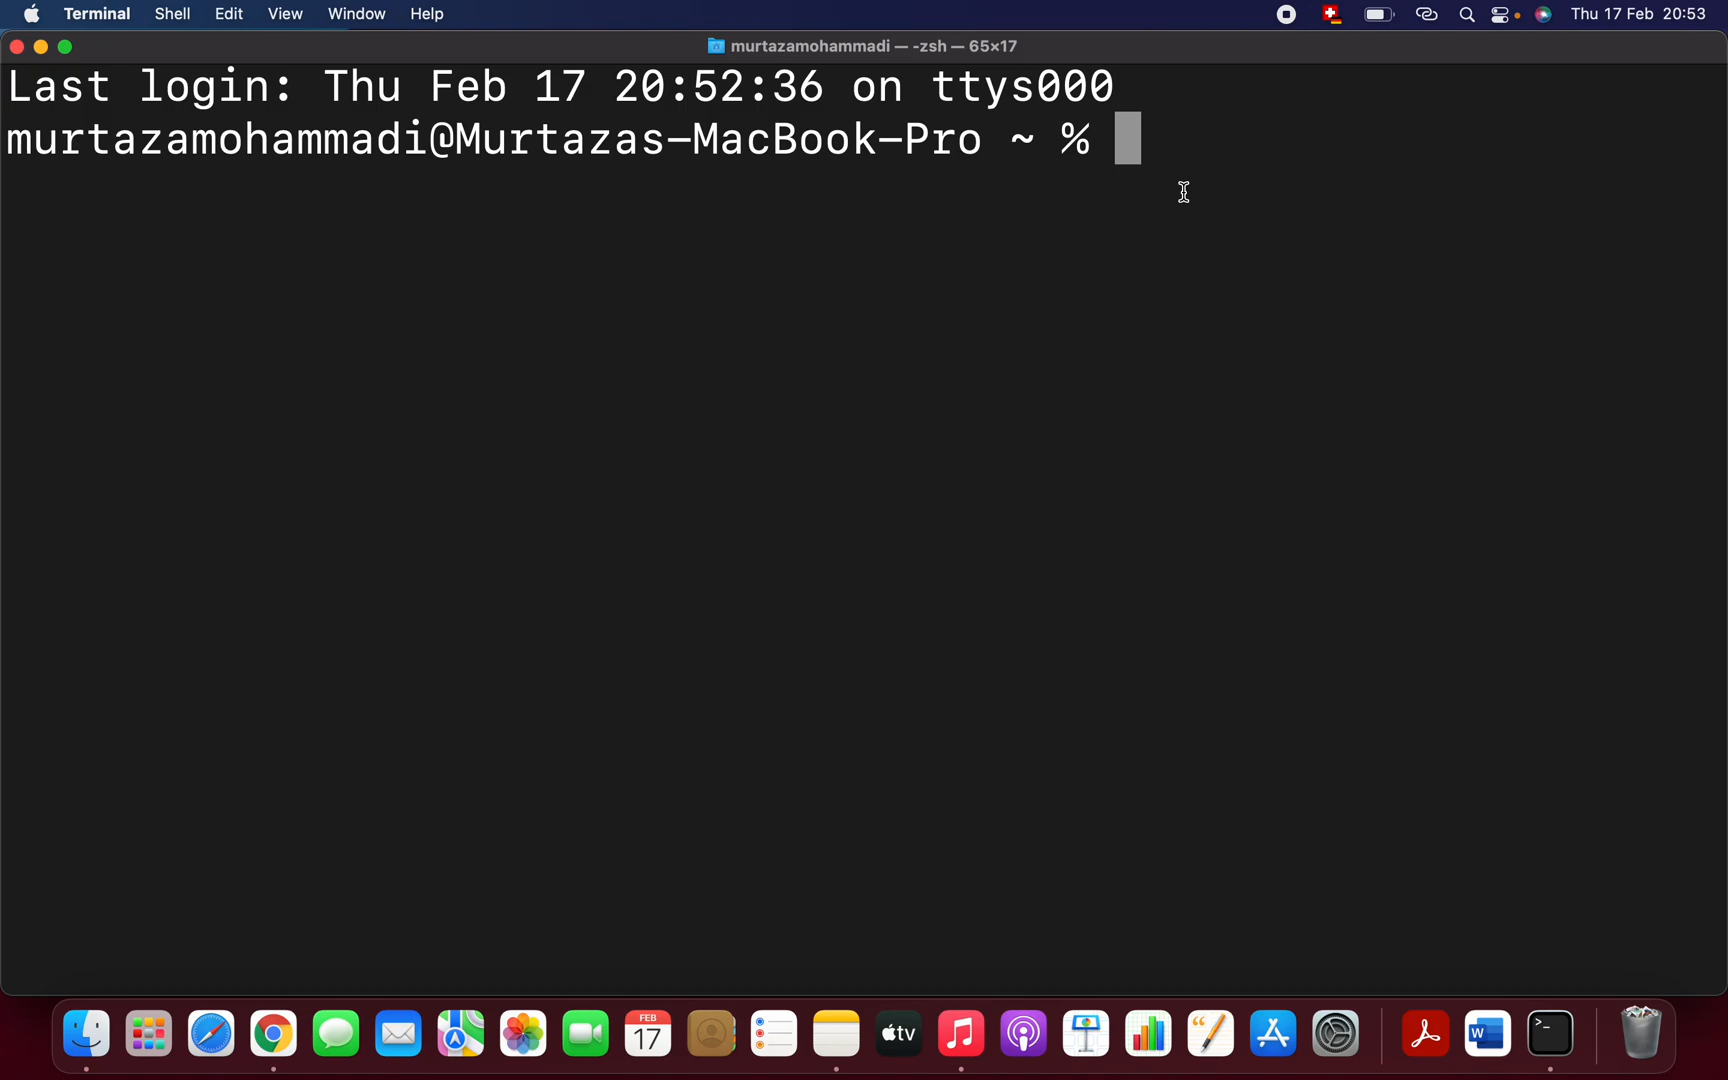 Terminal Shell Edit View Window Help Thu 17 Feb 20:53
murtazamohammadi — -zsh — 65×17
Last login: Thu Feb 17 20:52:36 on ttys000
murtazamohammadi@Murtazas-MacBook-Pro ~ %
FEB
17
tv
W
>_